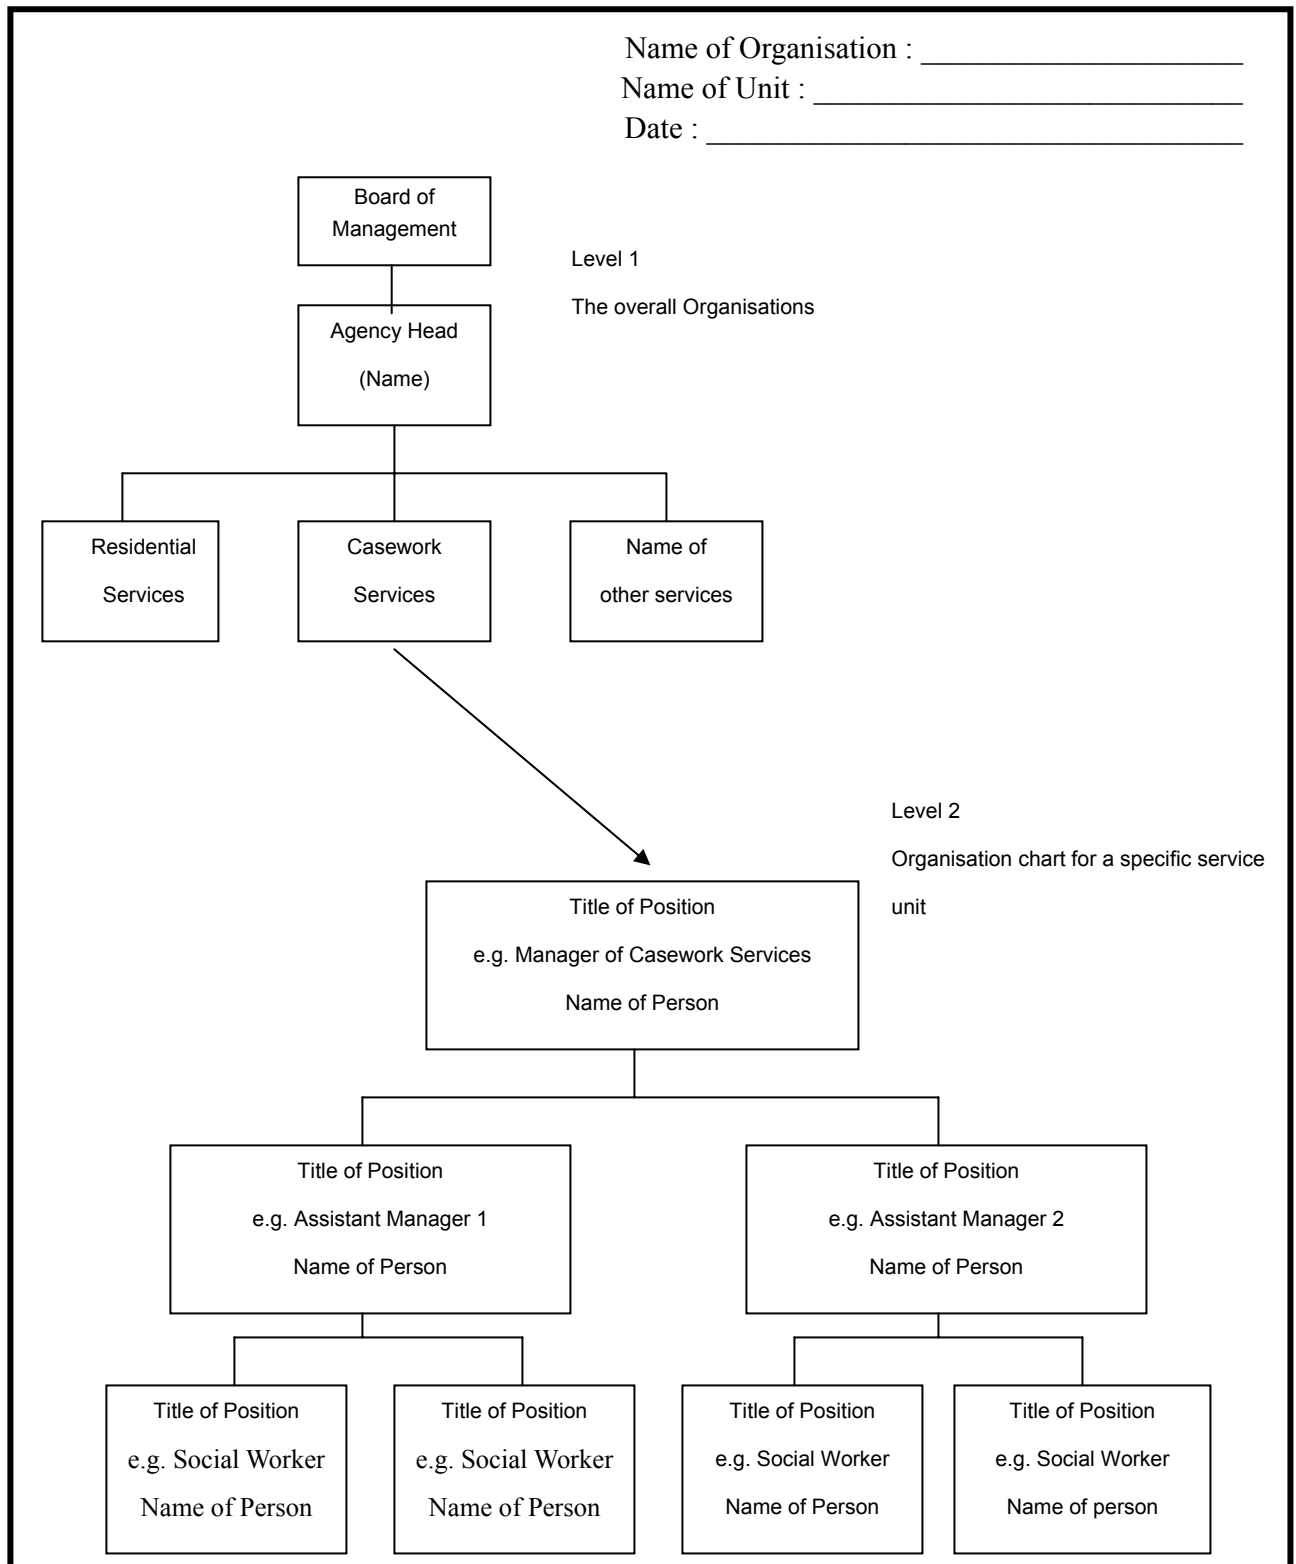 Name of Organisation : _____________________
Name of Unit : ____________________________
Date : ___________________________________
Board of
Management
Level 1
The overall Organisations
Agency Head
(Name)
Residential
Services
Casework
Services
Name of
other services
Level 2
Organisation chart for a specific service
unit
Title of Position
e.g. Manager of Casework Services
Name of Person
Title of Position
e.g. Assistant Manager 1
Name of Person
Title of Position
e.g. Assistant Manager 2
Name of Person
Title of Position
e.g. Social Worker
Name of Person
Title of Position
e.g. Social Worker
Name of Person
Title of Position
e.g. Social Worker
Name of Person
Title of Position
e.g. Social Worker
Name of person